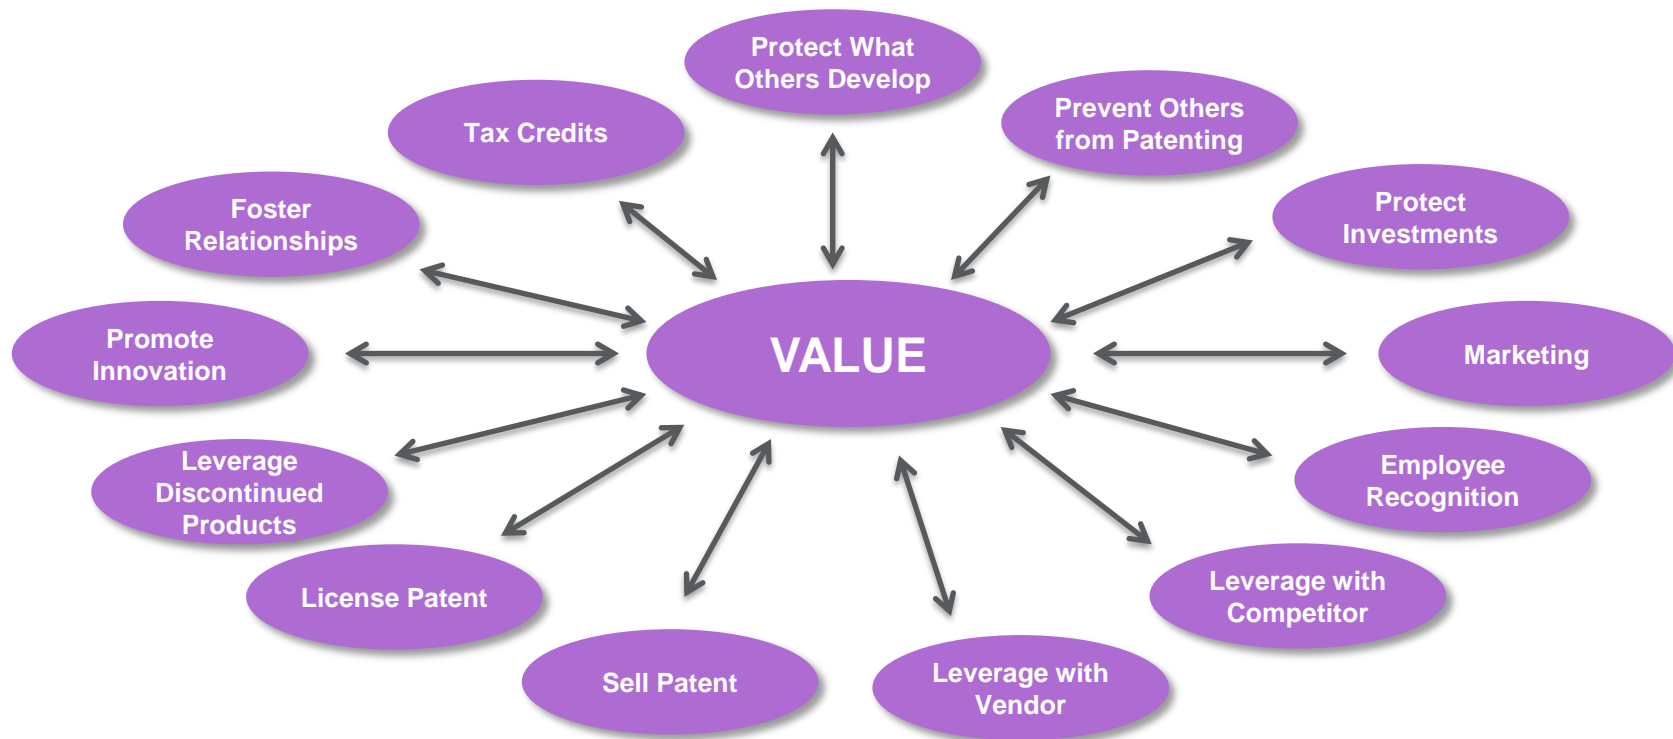 Protect What
Others Develop
Prevent Others
from Patenting
Tax Credits
Protect
Investments
Foster
Relationships
VALUE
Promote
Innovation
Marketing
Leverage
Discontinued
Products
Employee
Recognition
License Patent
Leverage with
Competitor
Sell Patent
Leverage with
Vendor